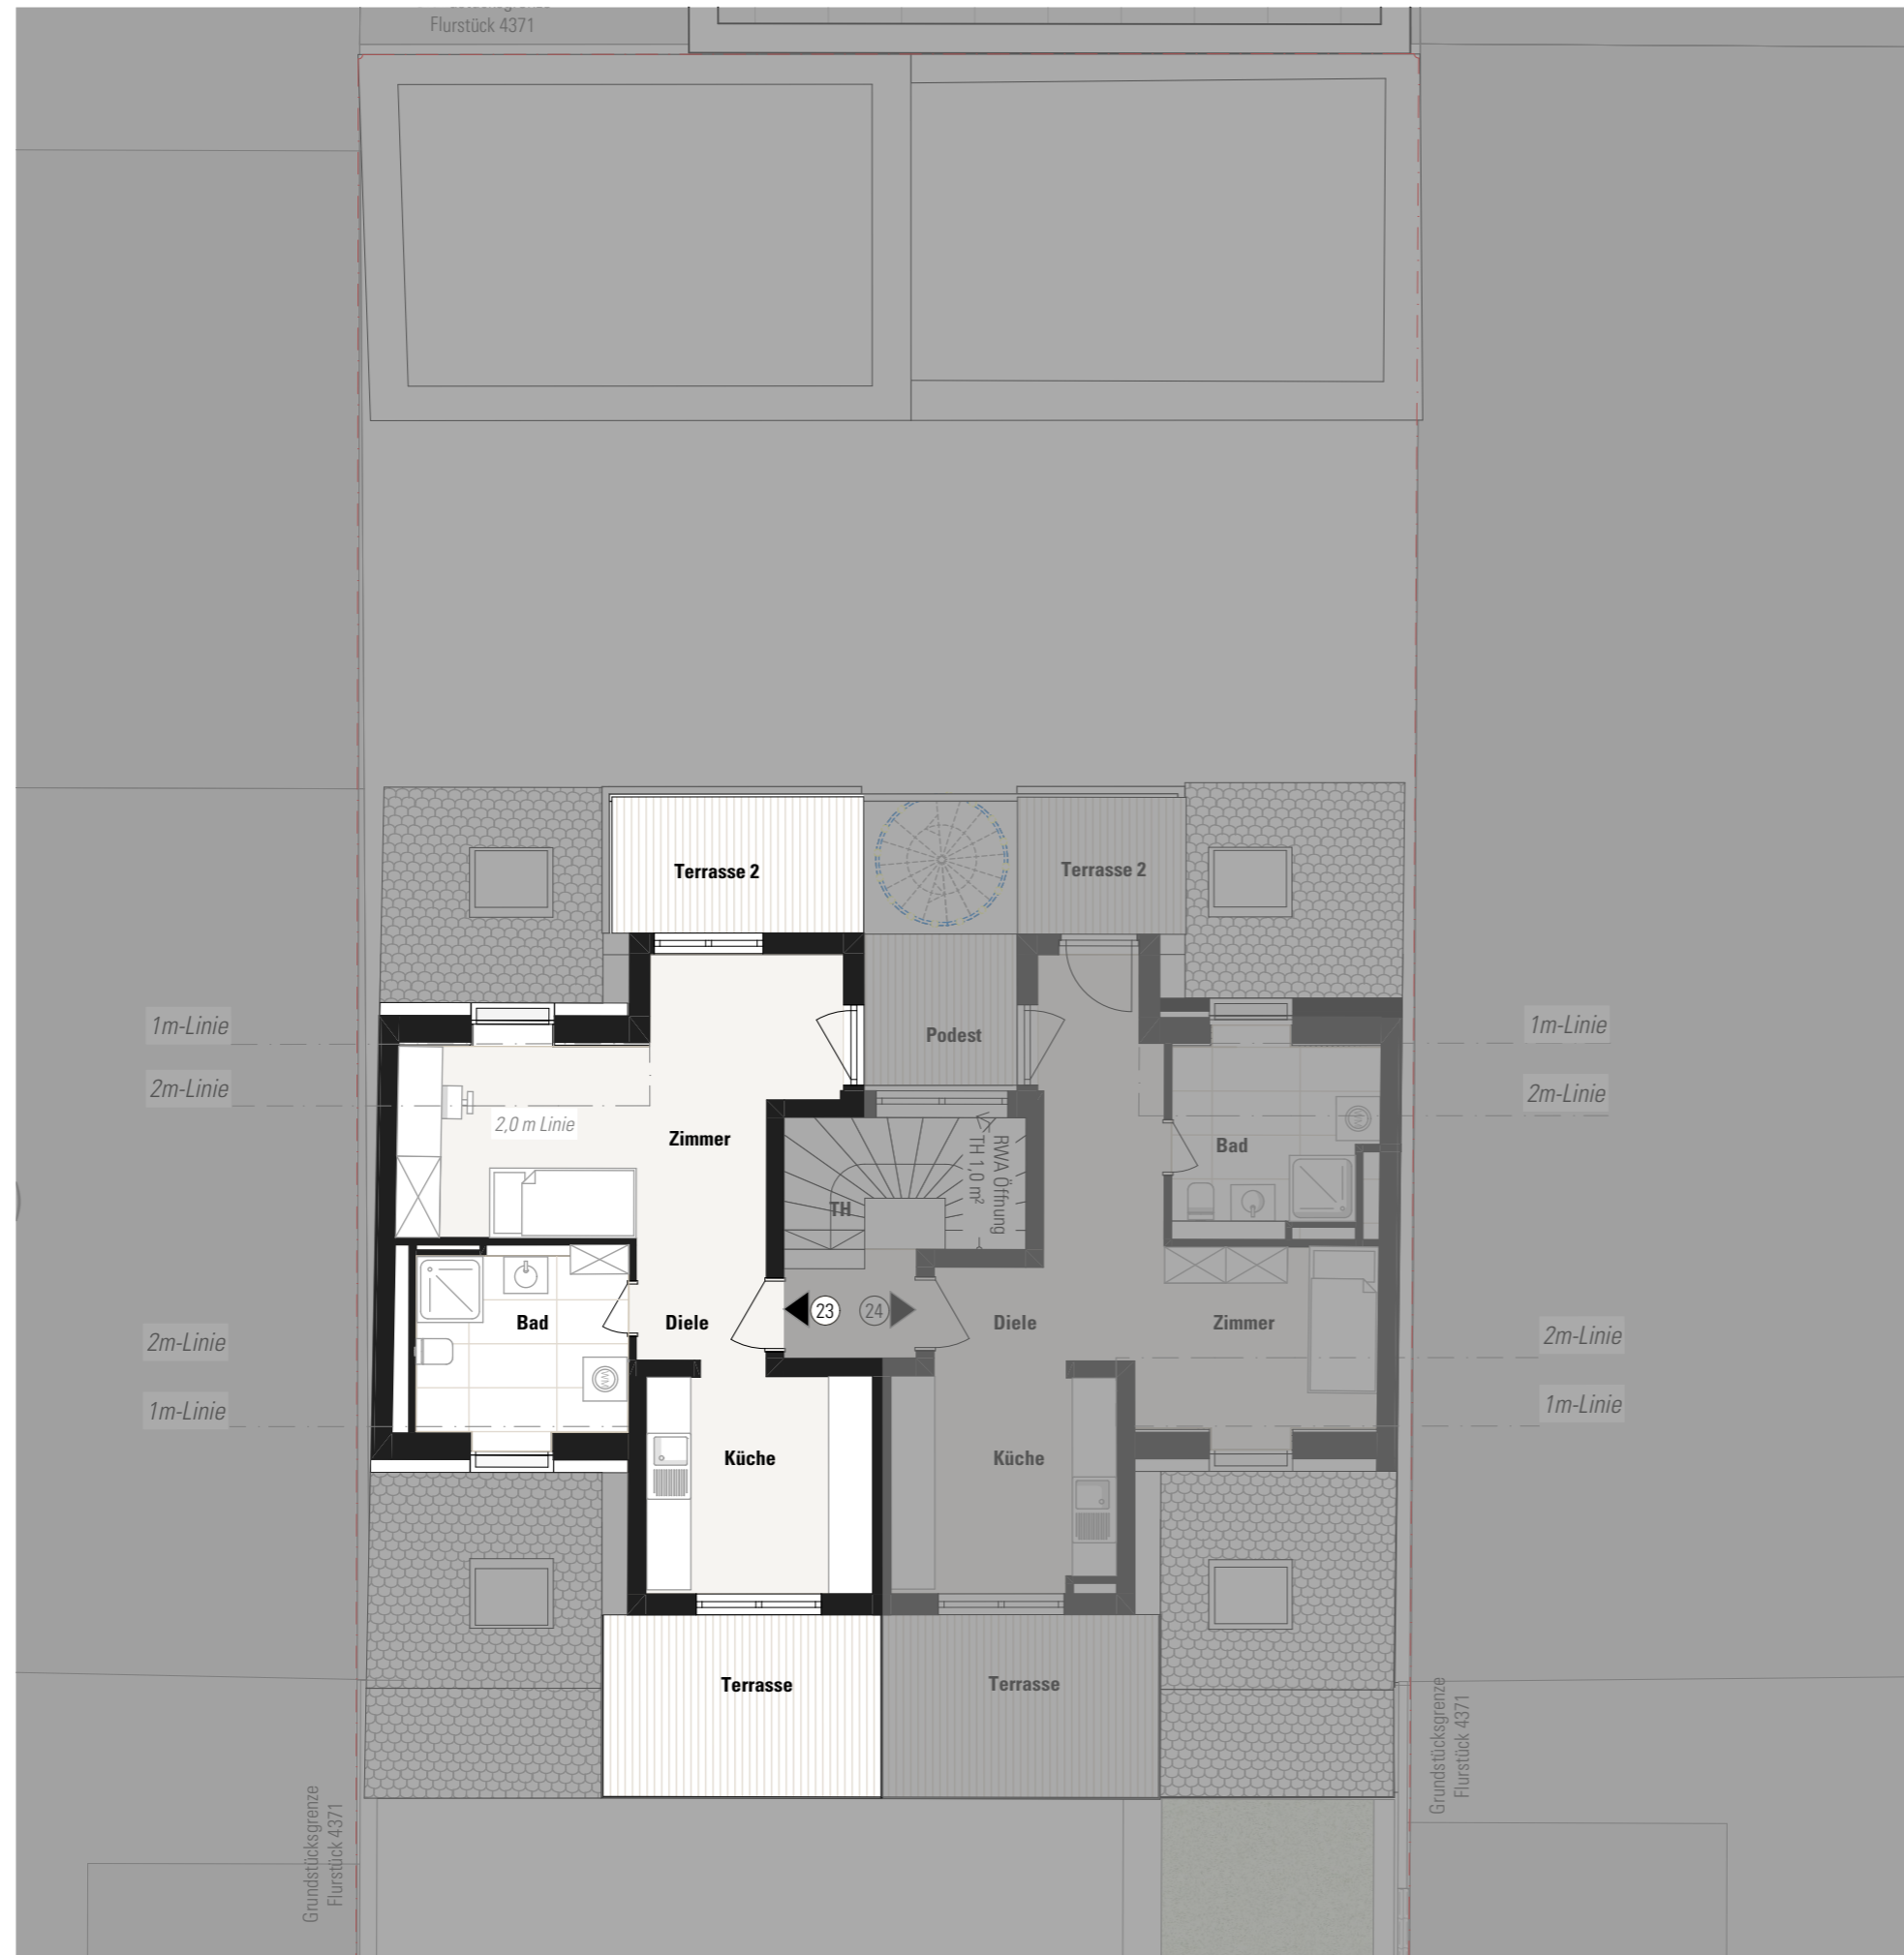 Flurstück 4371
Terrasse 2
Terrasse 2
1m-Linie
1m-Linie
Podest
2m-Linie
2m-Linie
2,0 m Linie
Zimmer
RWA Öffnung
TH 1,0 m²
Bad
TH
23
24
Bad
Diele
Diele
Zimmer
2m-Linie
2m-Linie
WM
WM
1m-Linie
1m-Linie
Küche
Küche
Terrasse
Terrasse
Grundstücksgrenze
Flurstück 4371
Grundstücksgrenze
Flurstück 4371